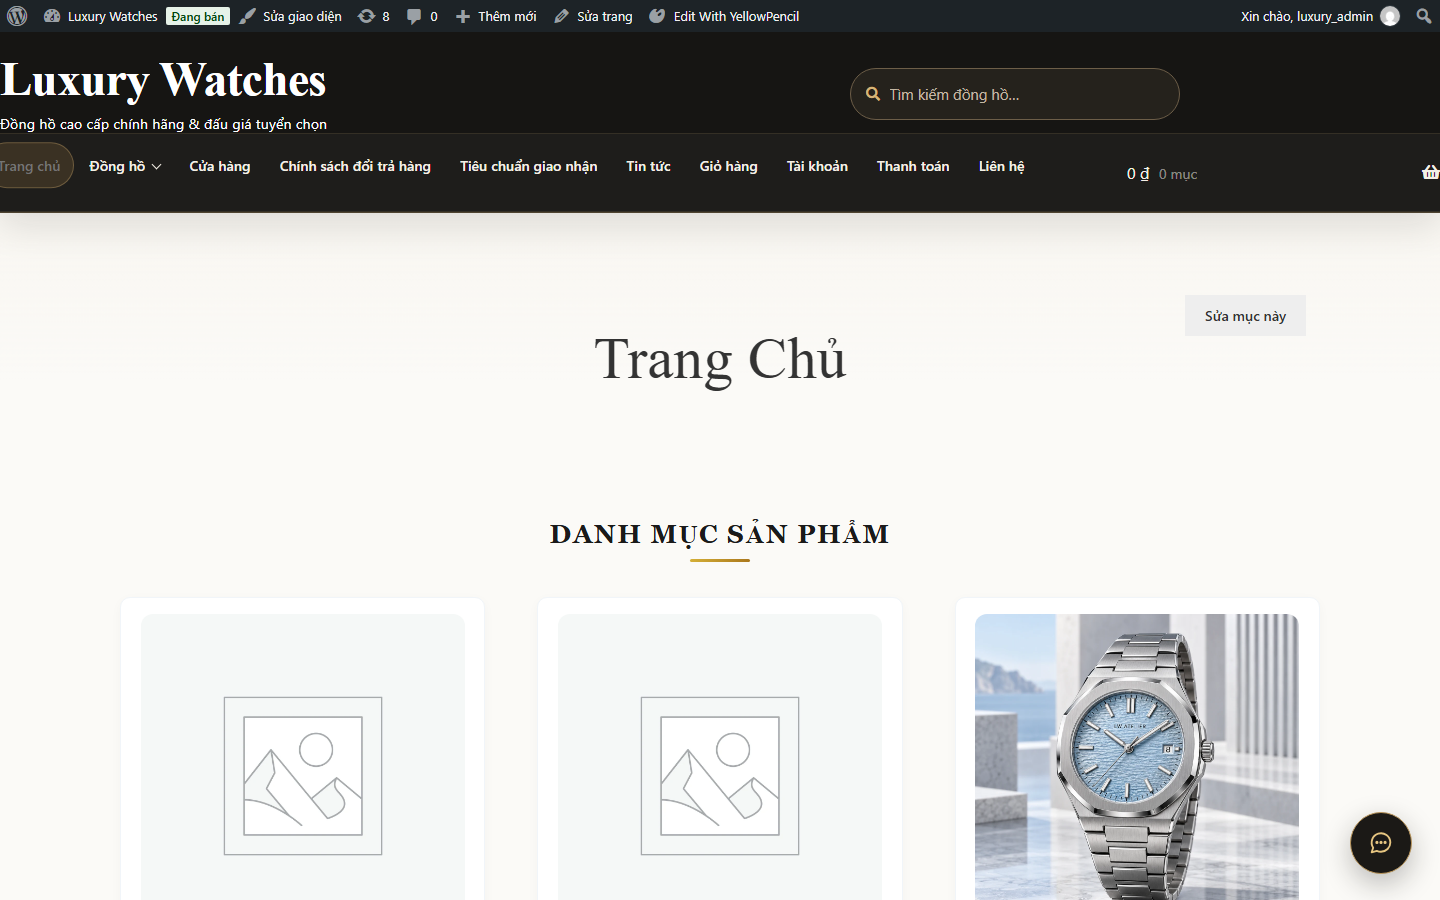 Luxury Watches Đang bán Sửa giao diện 8 0 Thêm mới Sửa trang Edit With YellowPencil Xin chào, luxury_admin
Luxury Watches
Đồng hồ cao cấp chính hãng & đấu giá tuyển chọn
Tìm kiếm đồng hồ...
Trang chủ Đồng hồ Cửa hàng Chính sách đổi trả hàng Tiêu chuẩn giao nhận Tin tức Giỏ hàng Tài khoản Thanh toán Liên hệ
0 ₫ 0 mục
Sửa mục này
Trang Chủ
DANH MỤC SẢN PHẨM